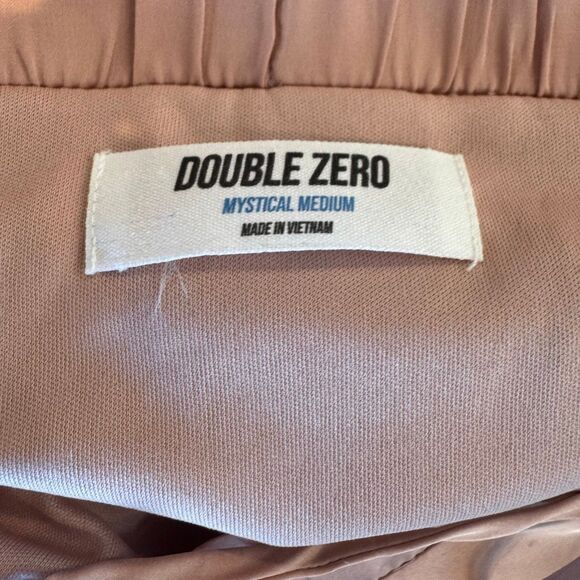 DOUBLE ZERO
MYSTICAL MEDIUM
MADE IN VIETNAM